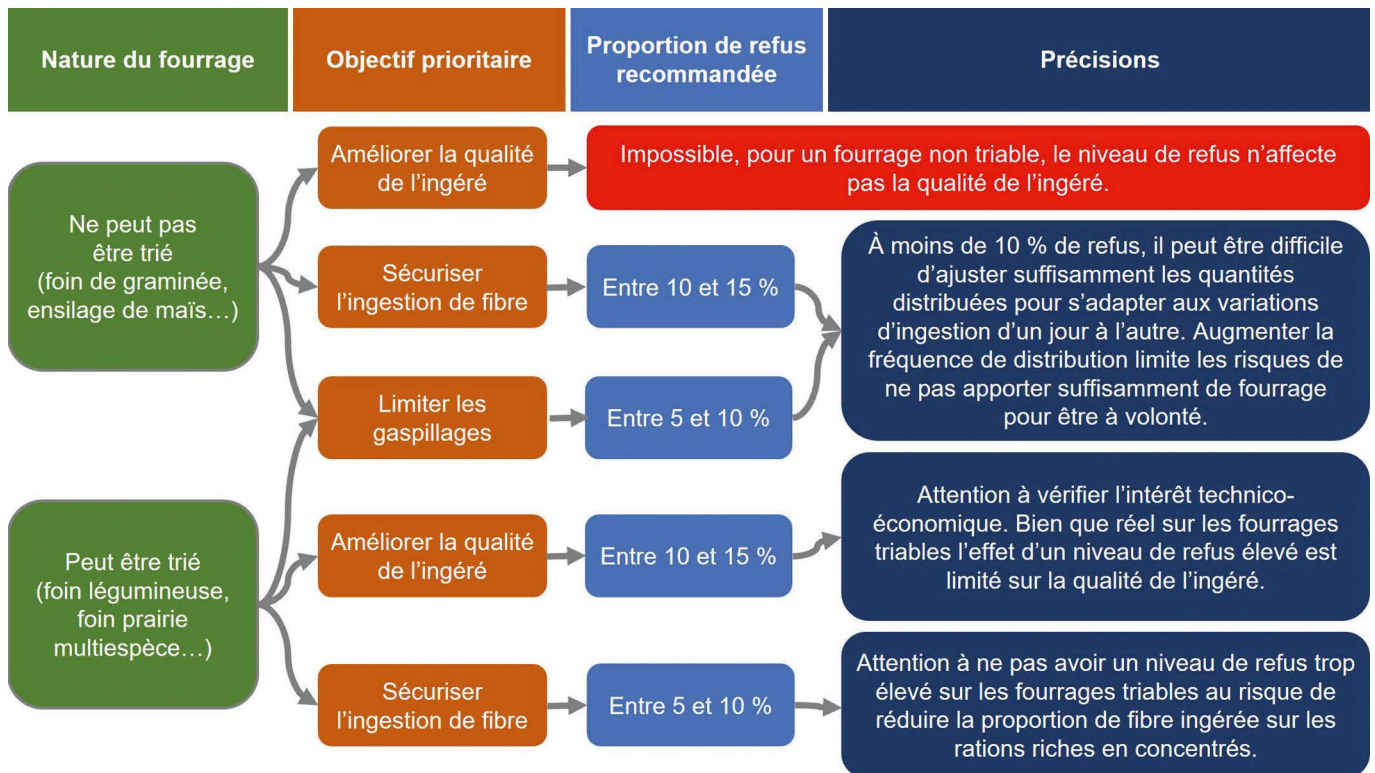 Nature du fourrage
Objectif prioritaire
Proportion de refus
recommandée
Précisions
Ne peut pas
être trié
(foin de graminée,
ensilage de maïs…)
Améliorer la qualité
de l’ingéré
Impossible, pour un fourrage non triable, le niveau de refus n’affecte
pas la qualité de l’ingéré.
Sécuriser
l’ingestion de fibre
Entre 10 et 15 %
À moins de 10 % de refus, il peut être difficile
d’ajuster suffisamment les quantités
distribuées pour s’adapter aux variations
d’ingestion d’un jour à l’autre. Augmenter la
fréquence de distribution limite les risques de
ne pas apporter suffisamment de fourrage
pour être à volonté.
Limiter les
gaspillages
Entre 5 et 10 %
Peut être trié
(foin légumineuse,
foin prairie
multiespèce…)
Améliorer la qualité
de l’ingéré
Entre 10 et 15 %
Attention à vérifier l’intérêt technico-
économique. Bien que réel sur les fourrages
triables l’effet d’un niveau de refus élevé est
limité sur la qualité de l’ingéré.
Sécuriser
l’ingestion de fibre
Entre 5 et 10 %
Attention à ne pas avoir un niveau de refus trop
élevé sur les fourrages triables au risque de
réduire la proportion de fibre ingérée sur les
rations riches en concentrés.